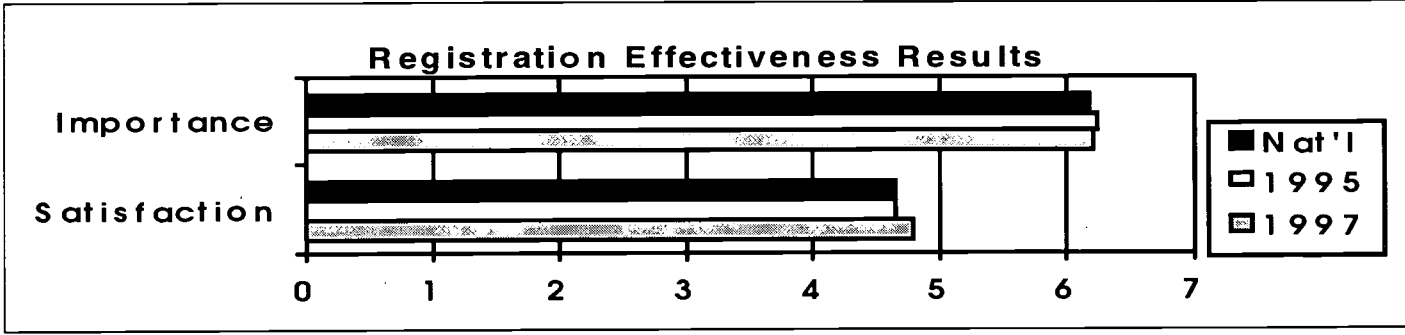 Registration Effectiveness Results
Importance
Satisfaction
0 1 2 3 4 5 6 7
Nat'l
1995
1997